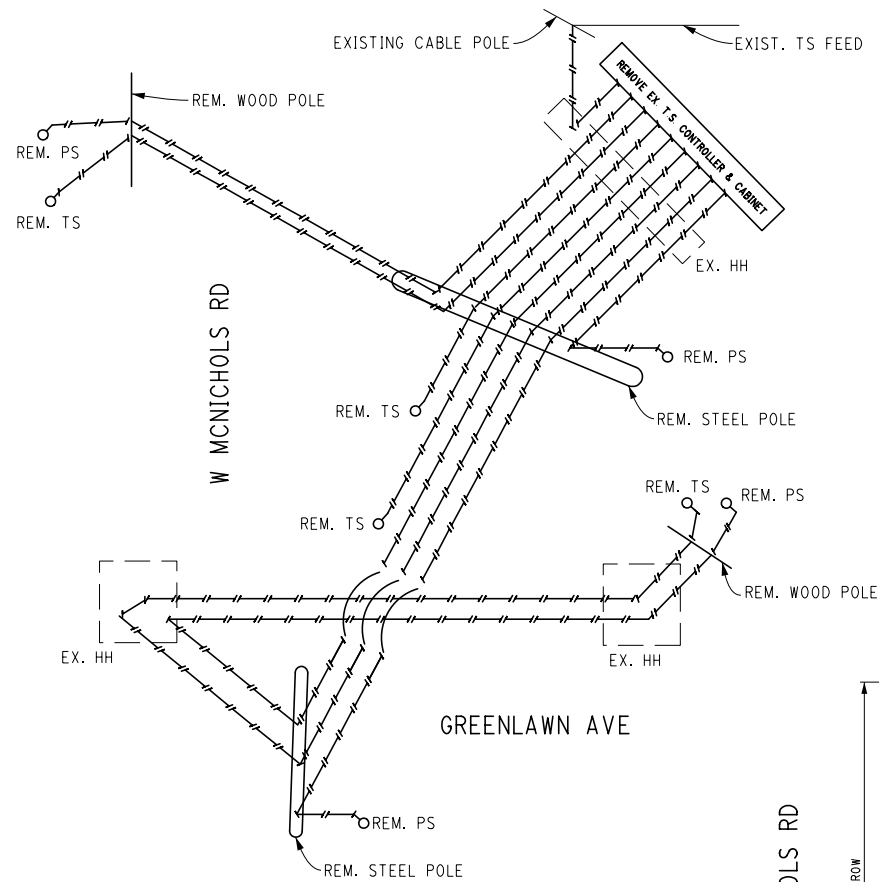 EXISTING CABLE POLE
EXIST. TS FEED
REMOVE EX. T.S. CONTROLLER & CABINET
REM. WOOD POLE
REM. PS
REM. TS
EX. HH
W MCNICHOLS RD
REM. PS
REM. TS
REM. STEEL POLE
REM. TS
REM. TS
REM. PS
REM. WOOD POLE
EX. HH
EX. HH
GREENLAWN AVE
REM. PS
REM. STEEL POLE
OLS RD
ROW